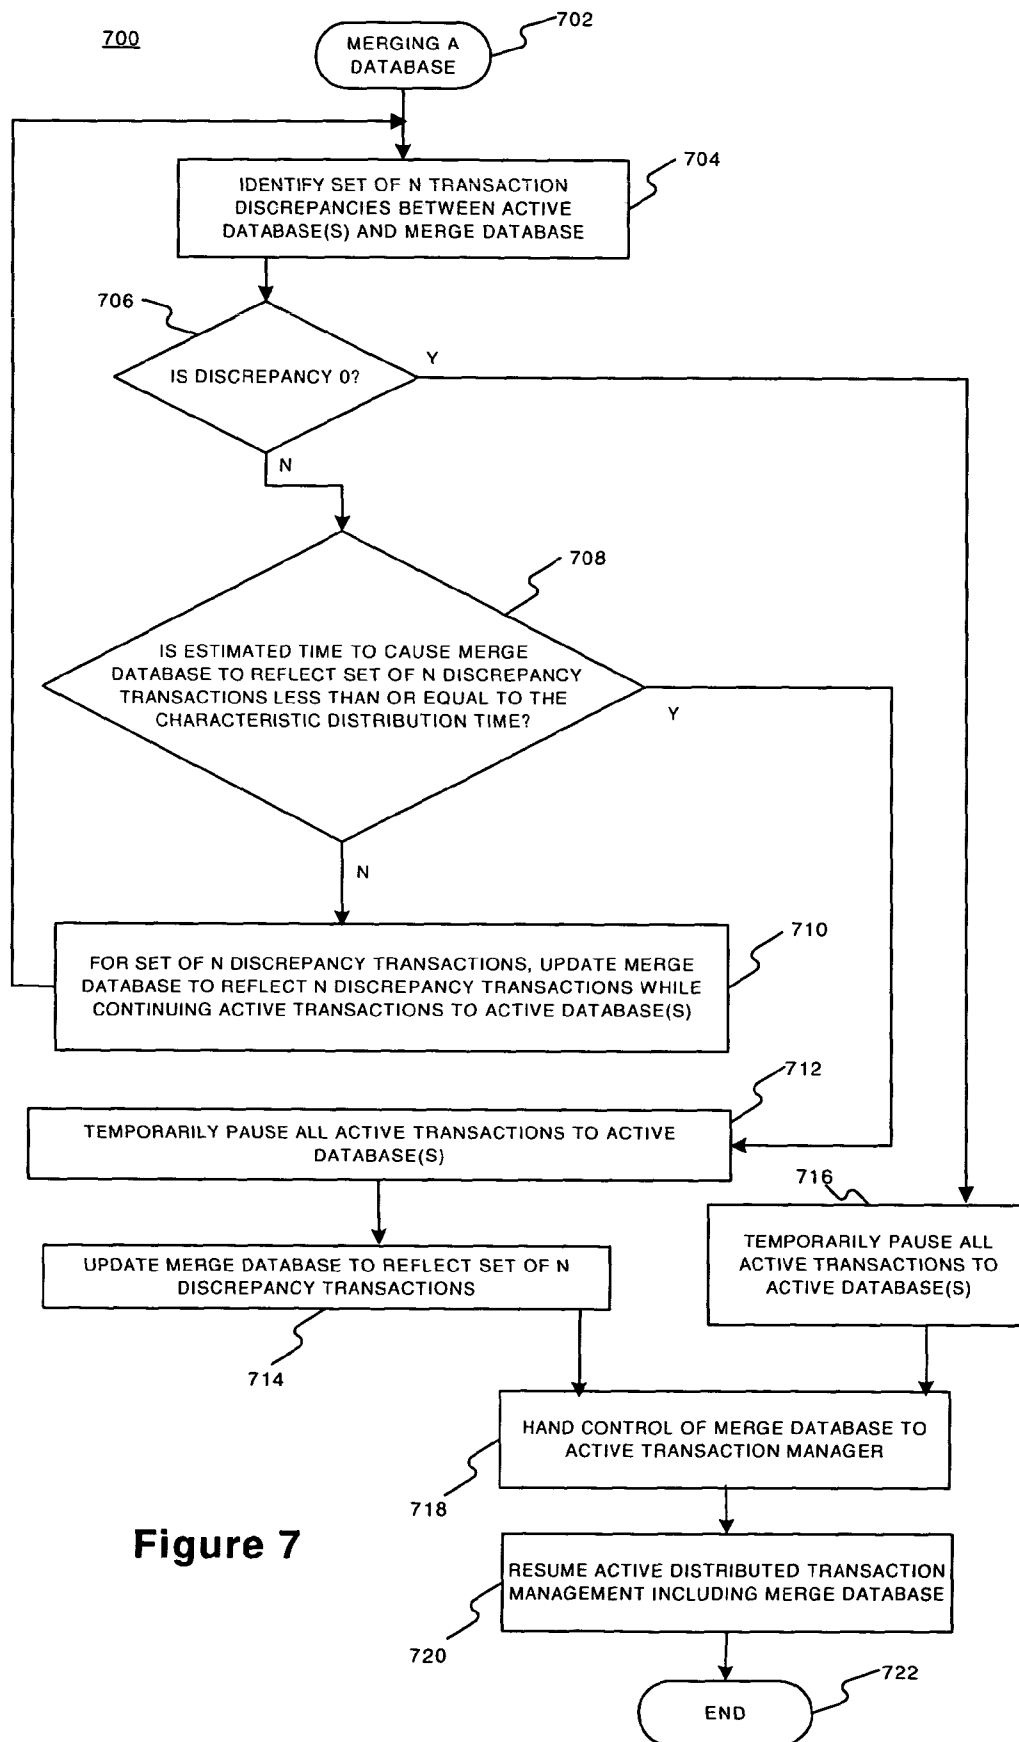 700
702
MERGING A
DATABASE
704
IDENTIFY SET OF N TRANSACTION
DISCREPANCIES BETWEEN ACTIVE
DATABASE(S) AND MERGE DATABASE
706
IS DISCREPANCY 0?
Y
N
708
IS ESTIMATED TIME TO CAUSE MERGE
DATABASE TO REFLECT SET OF N DISCREPANCY
TRANSACTIONS LESS THAN OR EQUAL TO THE
CHARACTERISTIC DISTRIBUTION TIME?
Y
N
710
FOR SET OF N DISCREPANCY TRANSACTIONS, UPDATE MERGE
DATABASE TO REFLECT N DISCREPANCY TRANSACTIONS WHILE
CONTINUING ACTIVE TRANSACTIONS TO ACTIVE DATABASE(S)
712
TEMPORARILY PAUSE ALL ACTIVE TRANSACTIONS TO ACTIVE
DATABASE(S)
716
TEMPORARILY PAUSE ALL
ACTIVE TRANSACTIONS TO
ACTIVE DATABASE(S)
UPDATE MERGE DATABASE TO REFLECT SET OF N
DISCREPANCY TRANSACTIONS
714
HAND CONTROL OF MERGE DATABASE TO
ACTIVE TRANSACTION MANAGER
718
Figure 7
RESUME ACTIVE DISTRIBUTED TRANSACTION
MANAGEMENT INCLUDING MERGE DATABASE
720
722
END